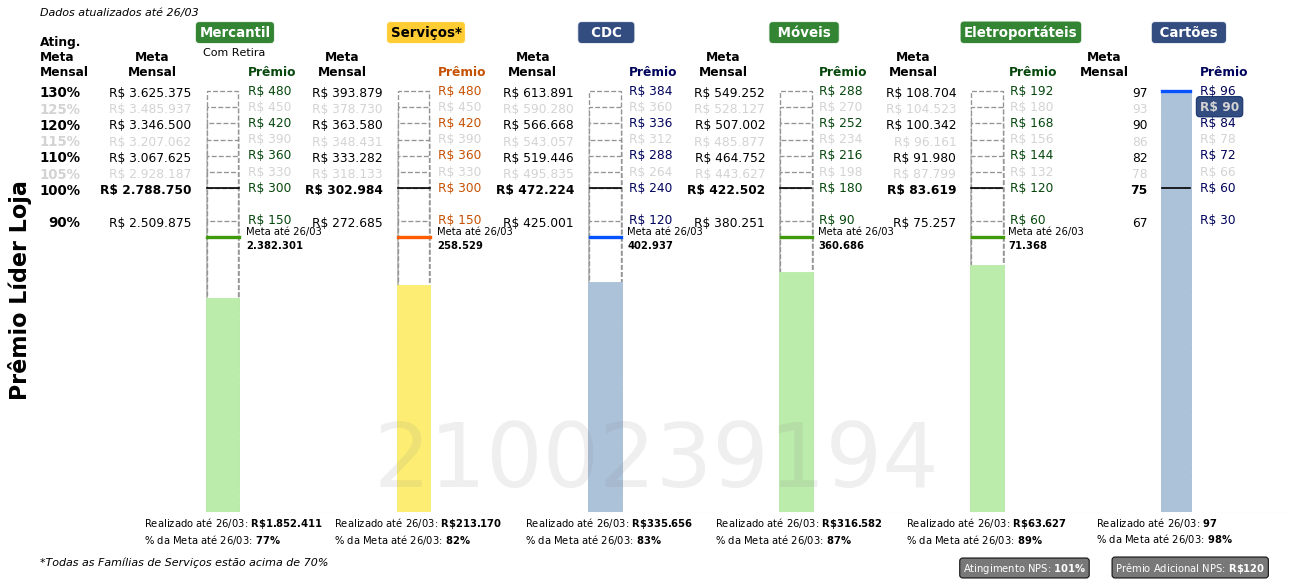 Dados atualizados até 26/03
Mercantil Serviços* CDC Móveis Eletroportáteis Cartões
Com Retira
Ating. Meta Mensal Meta Mensal Prêmio Meta Mensal Prêmio Meta Mensal Prêmio Meta Mensal Prêmio Meta Mensal Prêmio Meta Mensal Prêmio
130% R$ 3.625.375 R$ 480 R$ 393.879 R$ 480 R$ 613.891 R$ 384 R$ 549.252 R$ 288 R$ 108.704 R$ 192 97 R$ 96
125% R$ 3.485.937 R$ 450 R$ 378.730 R$ 450 R$ 590.280 R$ 360 R$ 528.127 R$ 270 R$ 104.523 R$ 180 93 R$ 90
120% R$ 3.346.500 R$ 420 R$ 363.580 R$ 420 R$ 566.668 R$ 336 R$ 507.002 R$ 252 R$ 100.342 R$ 168 90 R$ 84
115% R$ 3.207.062 R$ 390 R$ 348.431 R$ 390 R$ 543.057 R$ 312 R$ 485.877 R$ 234 R$ 96.161 R$ 156 86 R$ 78
110% R$ 3.067.625 R$ 360 R$ 333.282 R$ 360 R$ 519.446 R$ 288 R$ 464.752 R$ 216 R$ 91.980 R$ 144 82 R$ 72
105% R$ 2.928.187 R$ 330 R$ 318.133 R$ 330 R$ 495.835 R$ 264 R$ 443.627 R$ 198 R$ 87.799 R$ 132 78 R$ 66
100% R$ 2.788.750 R$ 300 R$ 302.984 R$ 300 R$ 472.224 R$ 240 R$ 422.502 R$ 180 R$ 83.619 R$ 120 75 R$ 60
90% R$ 2.509.875 R$ 150 R$ 272.685 R$ 150 R$ 425.001 R$ 120 R$ 380.251 R$ 90 R$ 75.257 R$ 60 67 R$ 30
Meta até 26/03 Meta até 26/03 Meta até 26/03 Meta até 26/03 Meta até 26/03
2.382.301 258.529 402.937 360.686 71.368
Prêmio Líder Loja
2100239194
Realizado até 26/03: R$1.852.411 Realizado até 26/03: R$213.170 Realizado até 26/03: R$335.656 Realizado até 26/03: R$316.582 Realizado até 26/03: R$63.627 Realizado até 26/03: 97
% da Meta até 26/03: 77% % da Meta até 26/03: 82% % da Meta até 26/03: 83% % da Meta até 26/03: 87% % da Meta até 26/03: 89% % da Meta até 26/03: 98%
*Todas as Famílias de Serviços estão acima de 70% Atingimento NPS: 101% Prêmio Adicional NPS: R$120